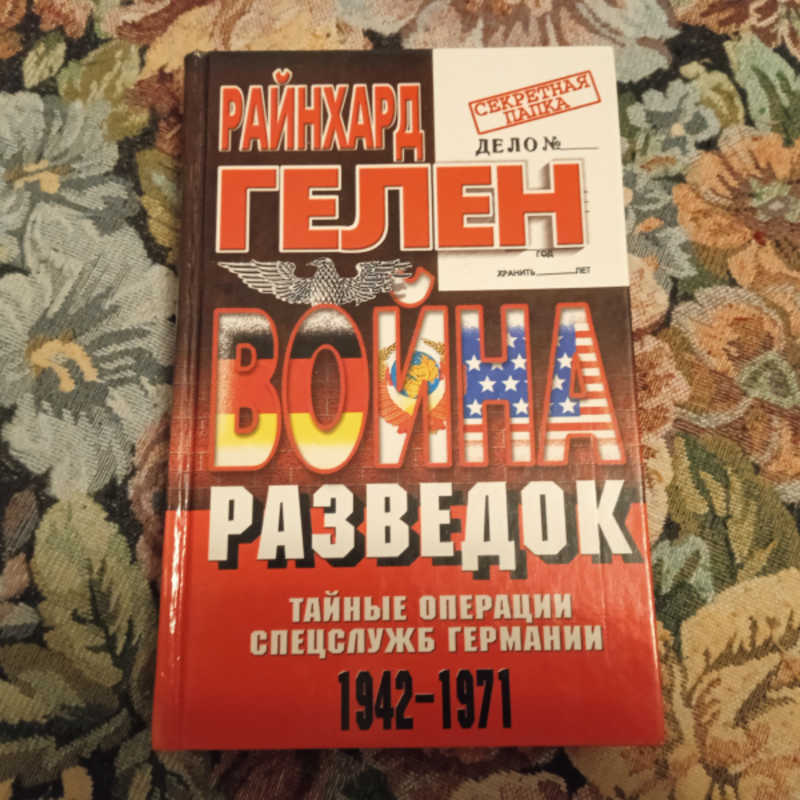 РАЙНХАРД
ГЕЛЕН
СЕКРЕТНАЯ
ПАПКА
ДЕЛО №
ГОД
ХРАНИТЬ ЛЕТ
ВОЙНА
РАЗВЕДОК
ТАЙНЫЕ ОПЕРАЦИИ
СПЕЦСЛУЖБ ГЕРМАНИИ
1942-1971